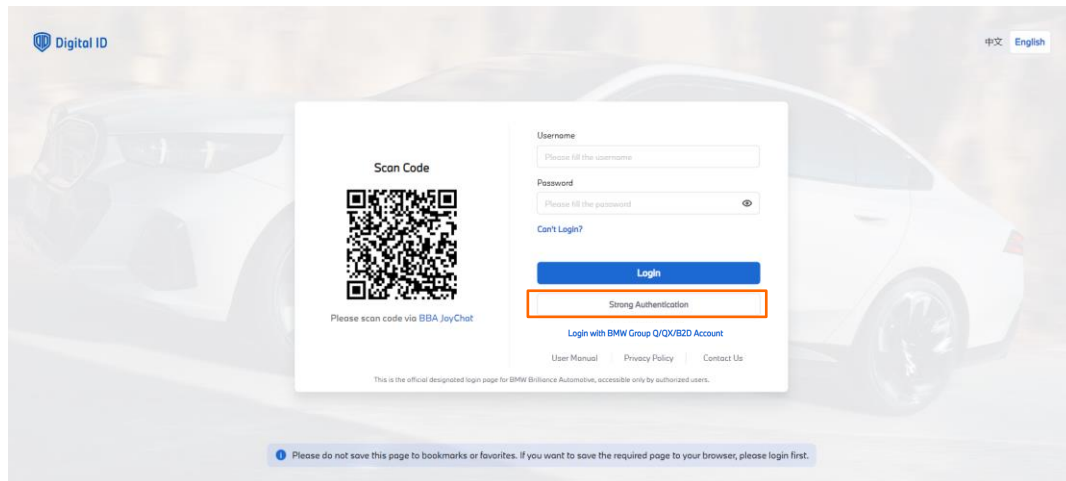 Digital ID
中文 English
Scan Code
Please scan code via BBA JoyChat
Username
Please fill the username
Password
Please fill the password
Can't Login?
Login
Strong Authentication
Login with BMW Group Q/QX/B2D Account
User Manual Privacy Policy Contact Us
This is the official designated login page for BMW Brilliance Automotive, accessible only by authorized users.
Please do not save this page to bookmarks or favorites. If you want to save the required page to your browser, please login first.